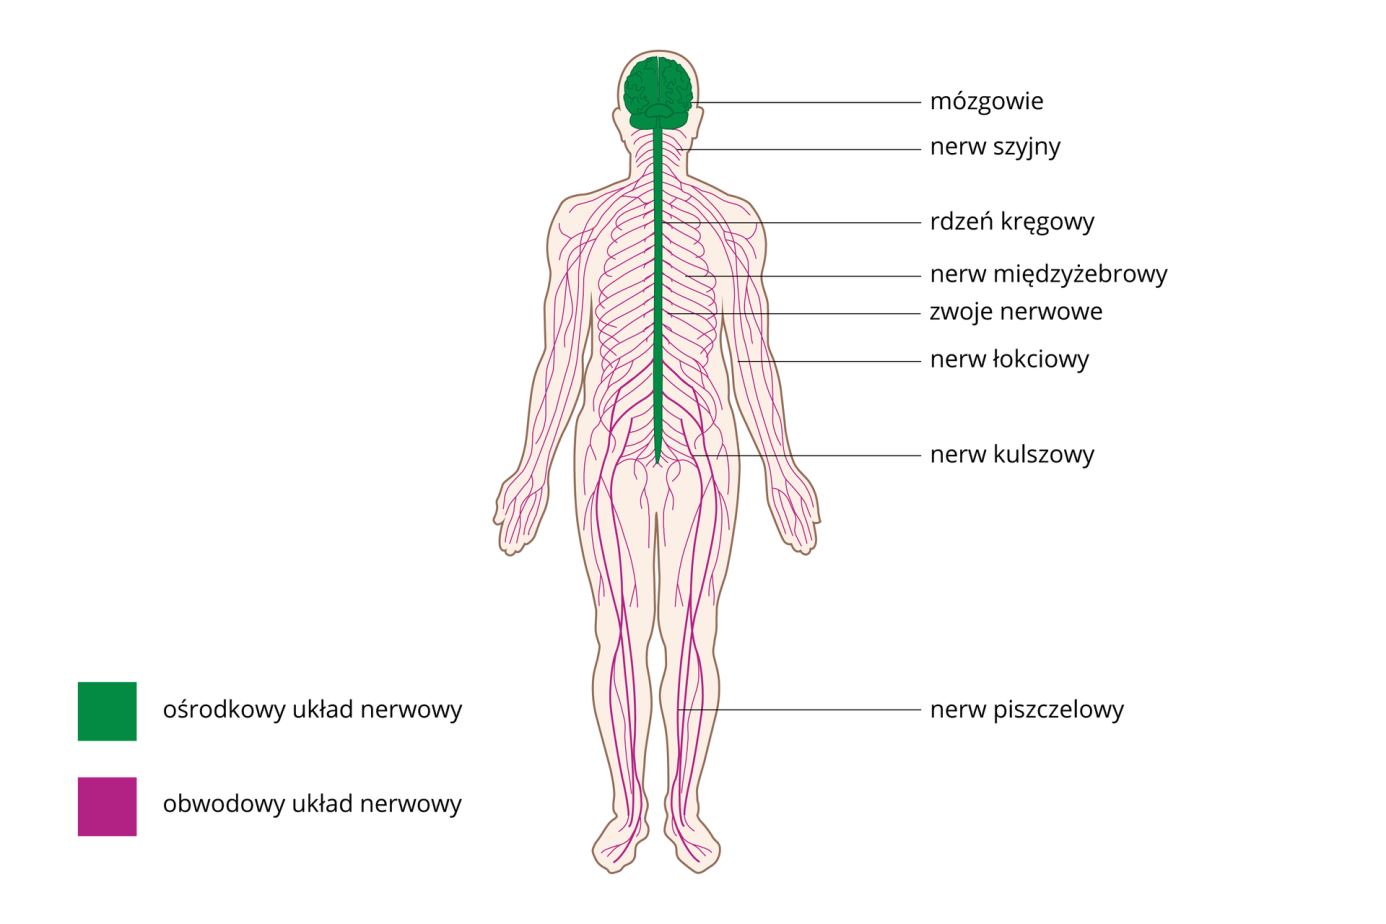 mózgowie
nerw szyjny
rdzeń kręgowy
nerw międzyżebrowy
zwoje nerwowe
nerw łokciowy
nerw kulszowy
nerw piszczelowy
ośrodkowy układ nerwowy
obwodowy układ nerwowy